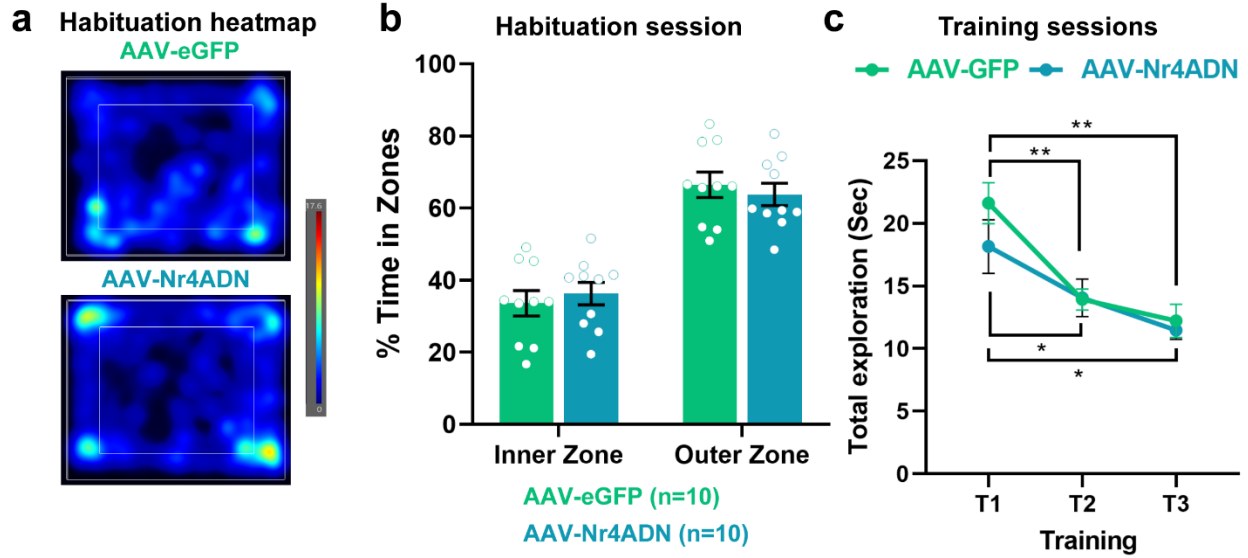 a
Habituation heatmap
AAV-eGFP
AAV-Nr4ADN
17.6
0
b
Habituation session
% Time in Zones
100
80
60
40
20
0
Inner Zone
Outer Zone
AAV-eGFP (n=10)
AAV-Nr4ADN (n=10)
c
Training sessions
AAV-GFP
AAV-Nr4ADN
**
**
Total exploration (Sec)
25
20
15
10
5
0
*
*
T1
T2
T3
Training